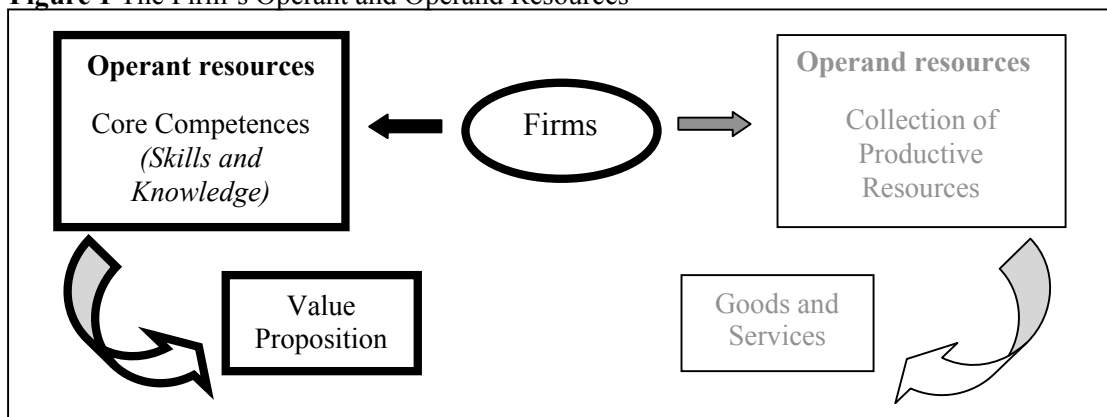 Figure 1 The Firm's Operant and Operand Resources
Operant resources
Core Competences
(Skills and
Knowledge)
Firms
Operand resources
Collection of
Productive
Resources
Value
Proposition
Goods and
Services